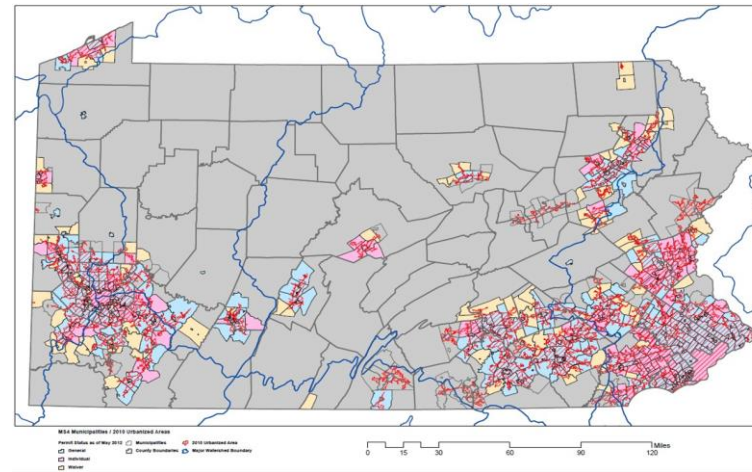 MS4 Municipalities / 2010 Urbanized Areas
Permit Status as of May 2012
General
Individual
Waiver
Municipalities
County Boundaries
2010 Urbanized Area
Major Watershed Boundary
0 15 30 60 90 120
Miles